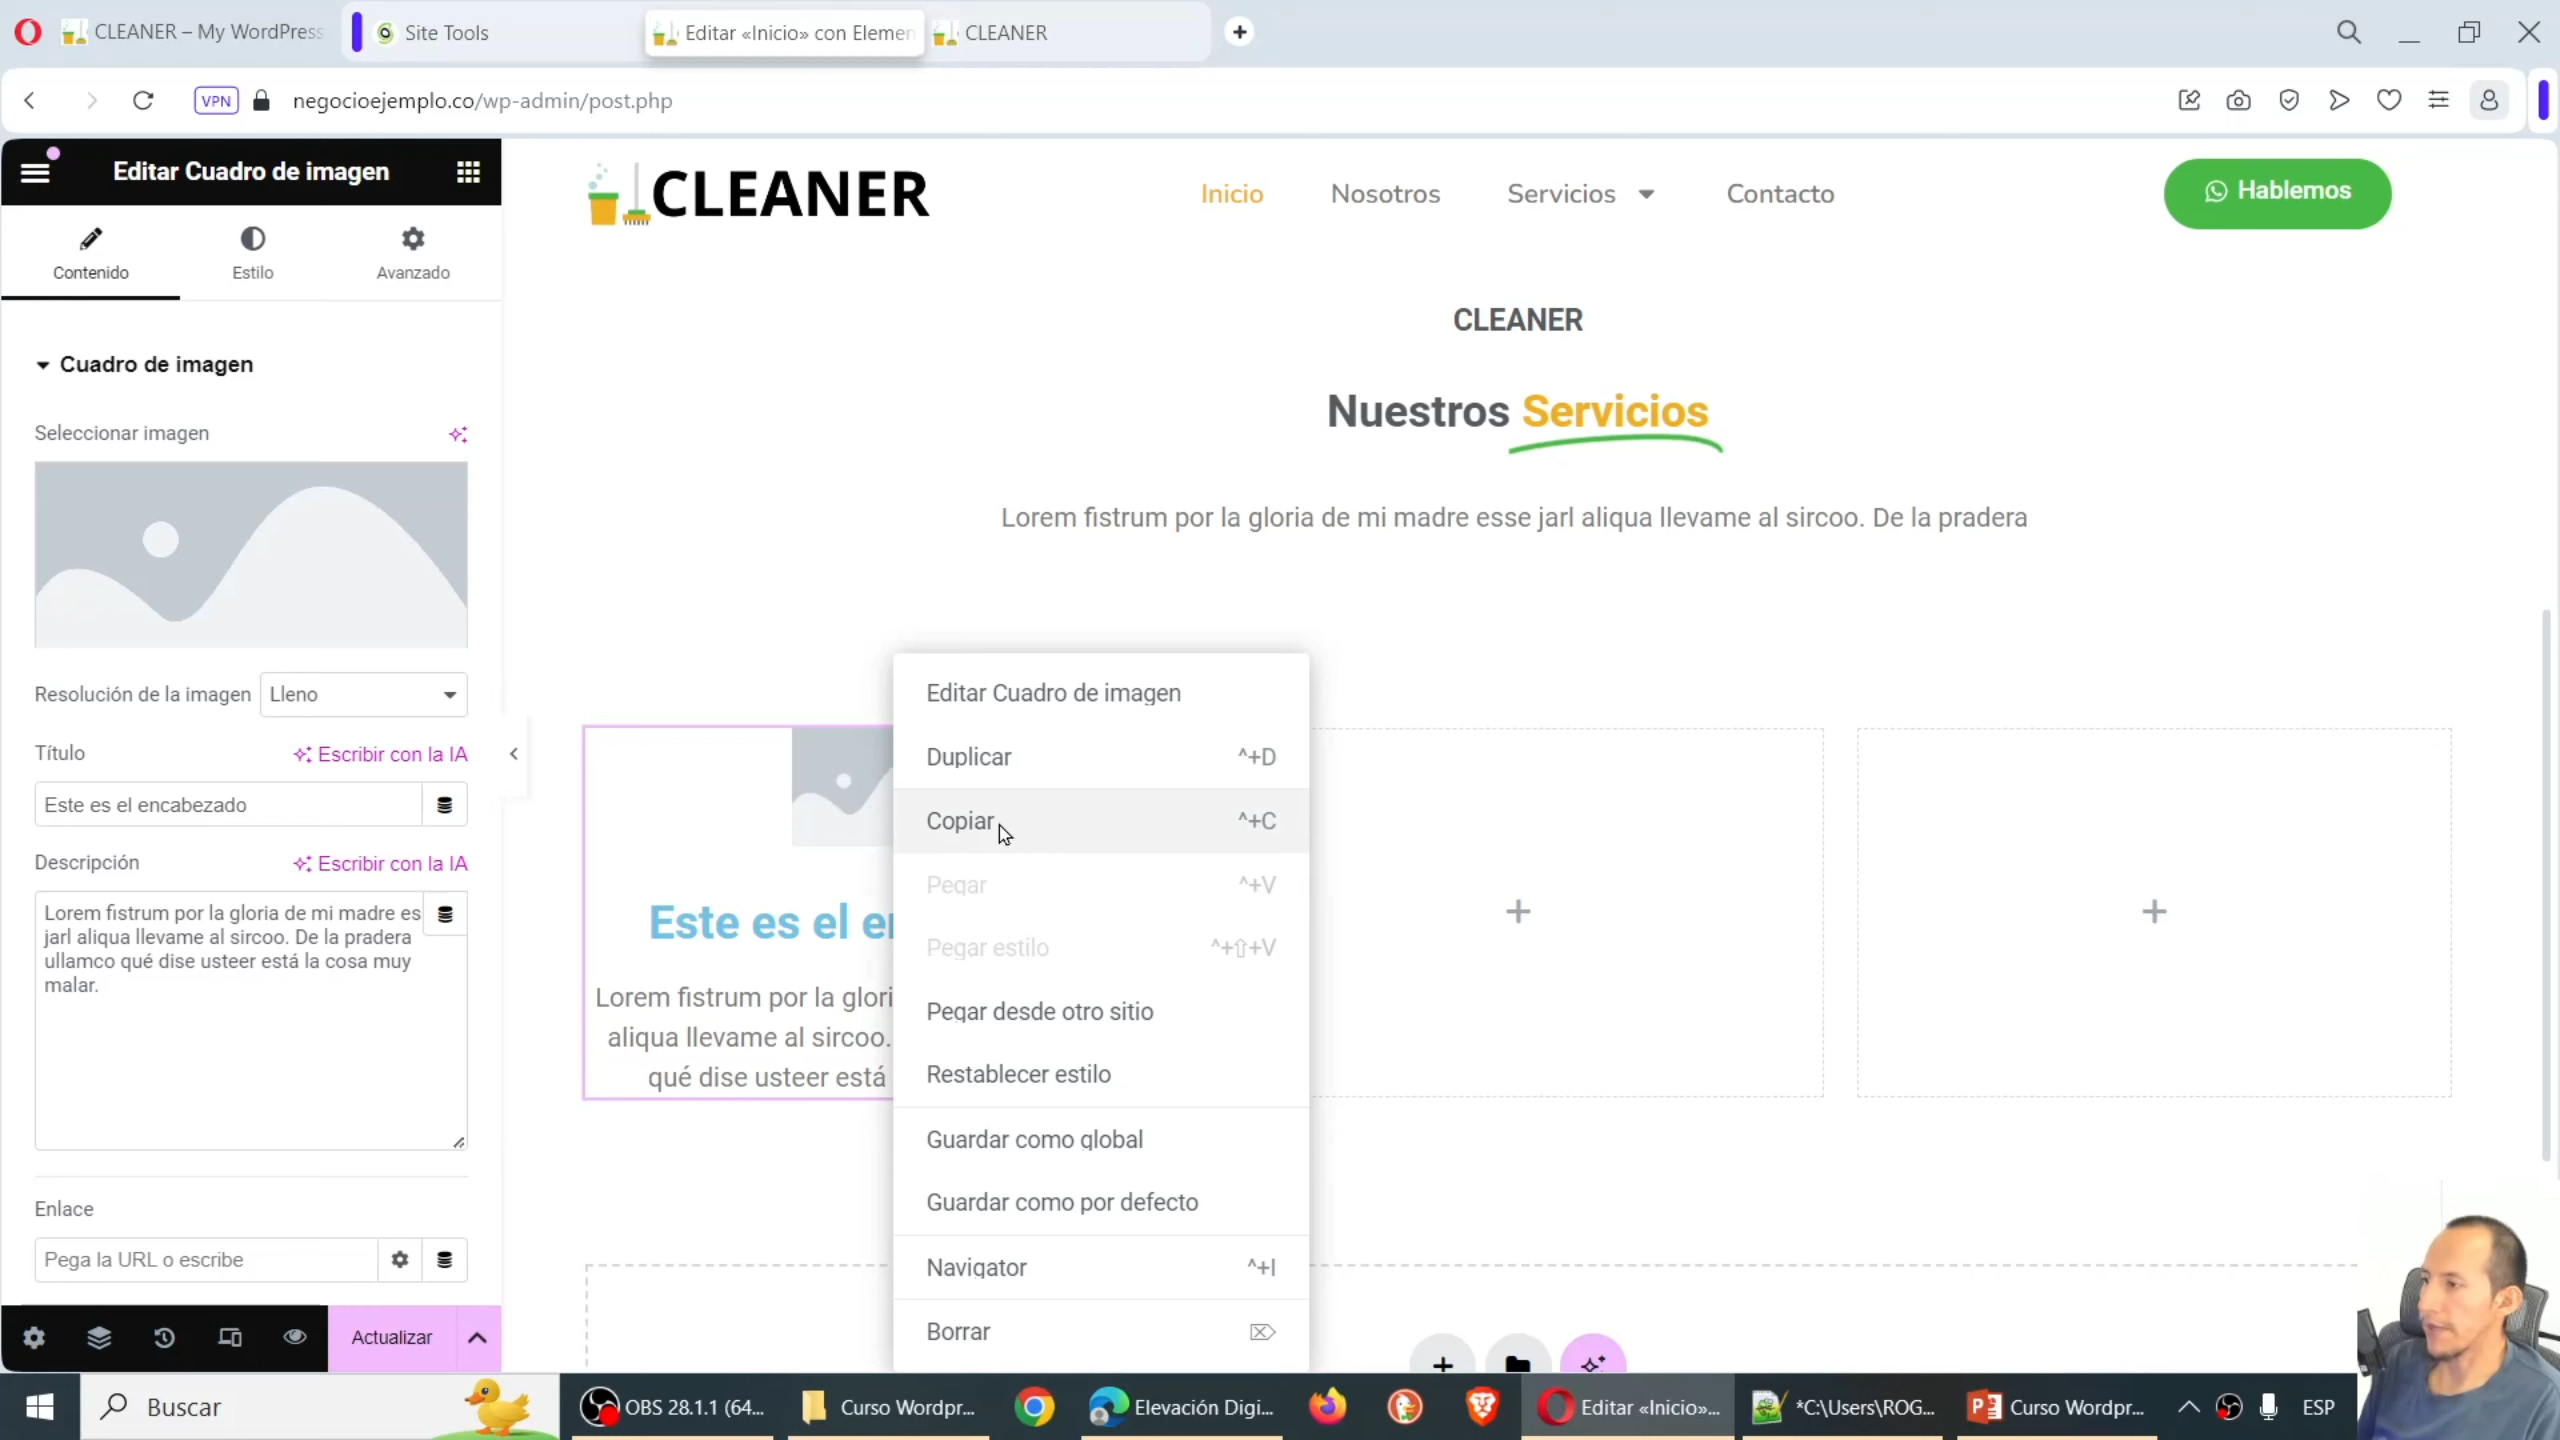 CLEANER – My WordPress
Site Tools
Editar «Inicio» con Elemen
CLEANER
VPN
negocioejemplo.co/wp-admin/post.php
Editar Cuadro de imagen
Contenido
Estilo
Avanzado
Cuadro de imagen
Seleccionar imagen
Resolución de la imagen
Lleno
Título
Escribir con la IA
Este es el encabezado
Descripción
Escribir con la IA
Lorem fistrum por la gloria de mi madre es
jarl aliqua llevame al sircoo. De la pradera
ullamco qué dise usteer está la cosa muy
malar.
Enlace
Pega la URL o escribe
Actualizar
CLEANER
Inicio
Nosotros
Servicios
Contacto
Hablemos
CLEANER
Nuestros Servicios
Lorem fistrum por la gloria de mi madre esse jarl aliqua llevame al sircoo. De la pradera
Este es el
Lorem fistrum por la glori
aliqua llevame al sircoo.
qué dise usteer está
Editar Cuadro de imagen
Duplicar ^+D
Copiar ^+C
Pegar ^+V
Pegar estilo ^+⇧+V
Pegar desde otro sitio
Restablecer estilo
Guardar como global
Guardar como por defecto
Navigator ^+I
Borrar ⌦
Buscar
OBS 28.1.1 (64...
Curso Wordpr...
Elevación Digi...
Editar «Inicio»...
*C:\Users\ROG...
Curso Wordpr...
ESP